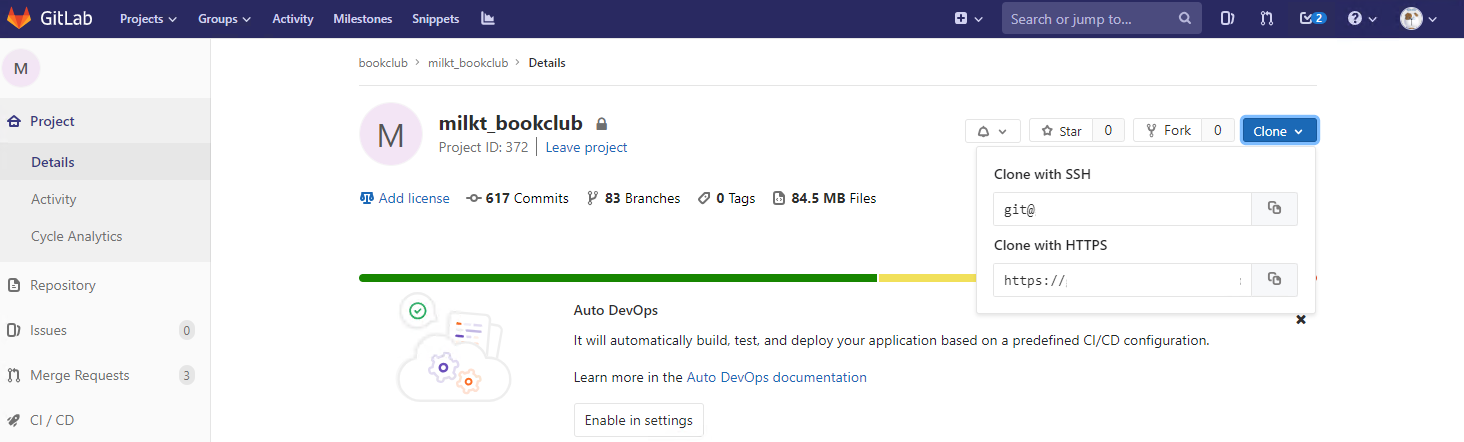 GitLab Projects Groups Activity Milestones Snippets Search or jump to... 2
M
Project
Details
Activity
Cycle Analytics
Repository
Issues 0
Merge Requests 3
CI / CD
bookclub > milkt_bookclub > Details
M
milkt_bookclub
Project ID: 372 Leave project
Star 0 Fork 0 Clone
Add license 617 Commits 83 Branches 0 Tags 84.5 MB Files
Clone with SSH
git@
Clone with HTTPS
https://
Auto DevOps
It will automatically build, test, and deploy your application based on a predefined CI/CD configuration.
Learn more in the Auto DevOps documentation
Enable in settings